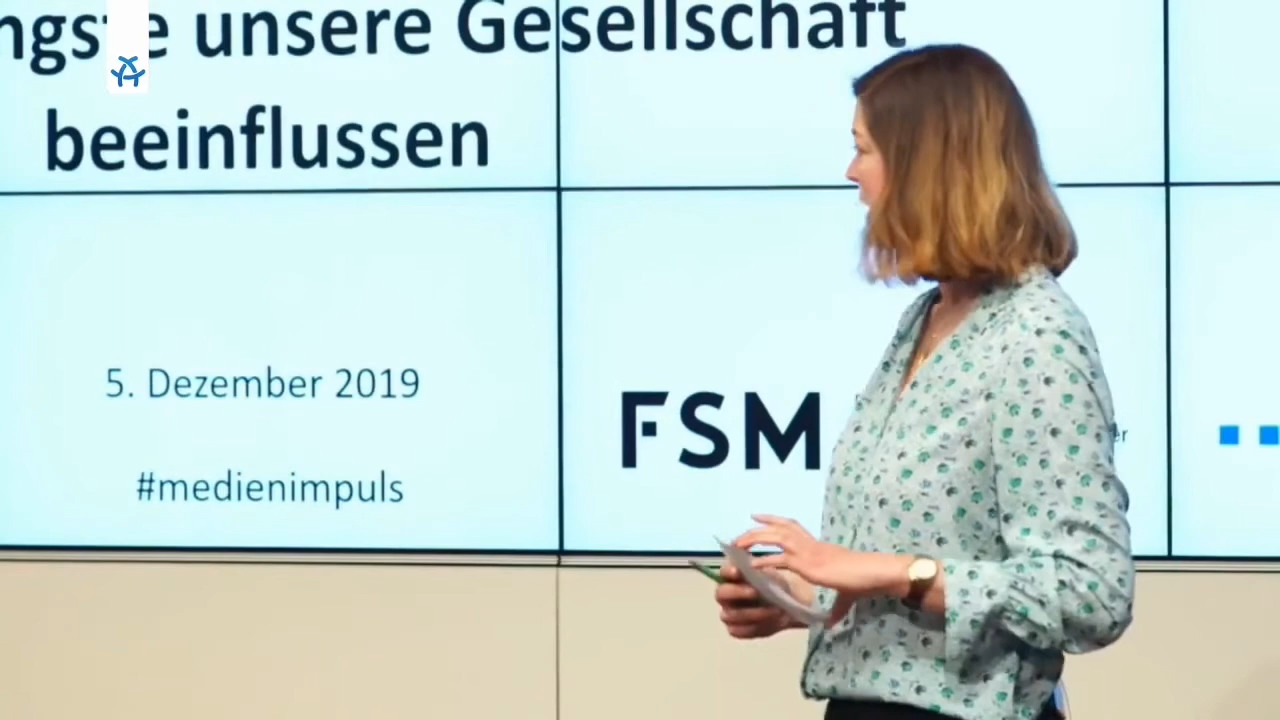 unsere Gesellschaft
beeinflussen
5. Dezember 2019
#medienimpuls
FSM